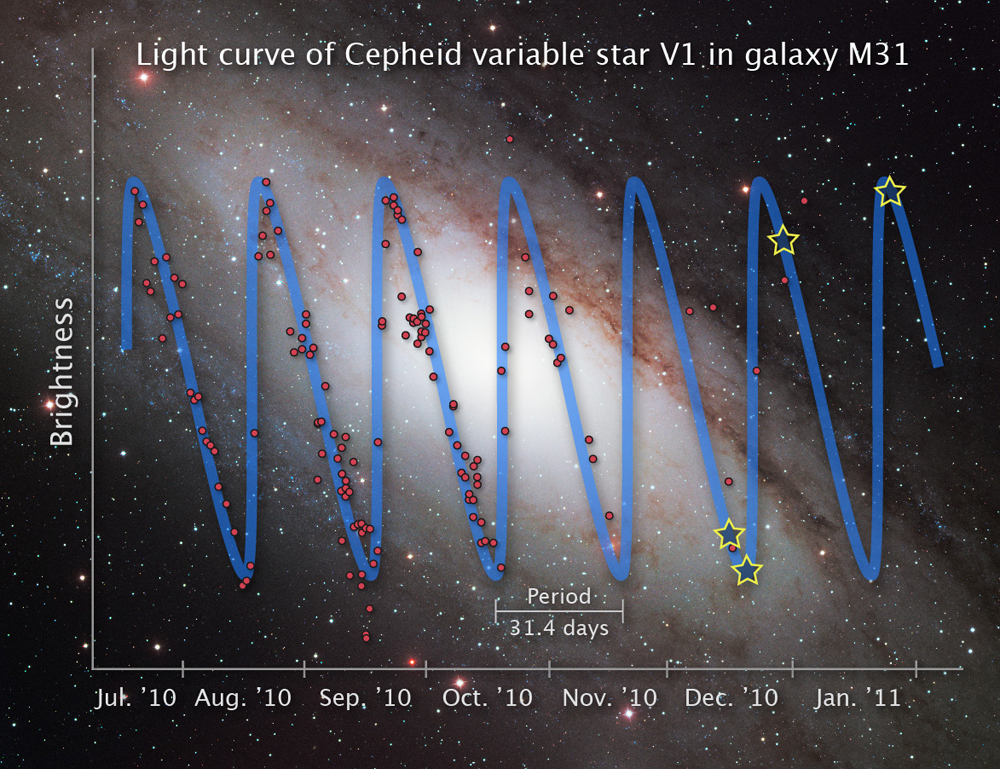 Light curve of Cepheid variable star V1 in galaxy M31
Brightness
Period
31.4 days
Jul. ’10 Aug. ’10 Sep. ’10 Oct. ’10 Nov. ’10 Dec. ’10 Jan. ’11